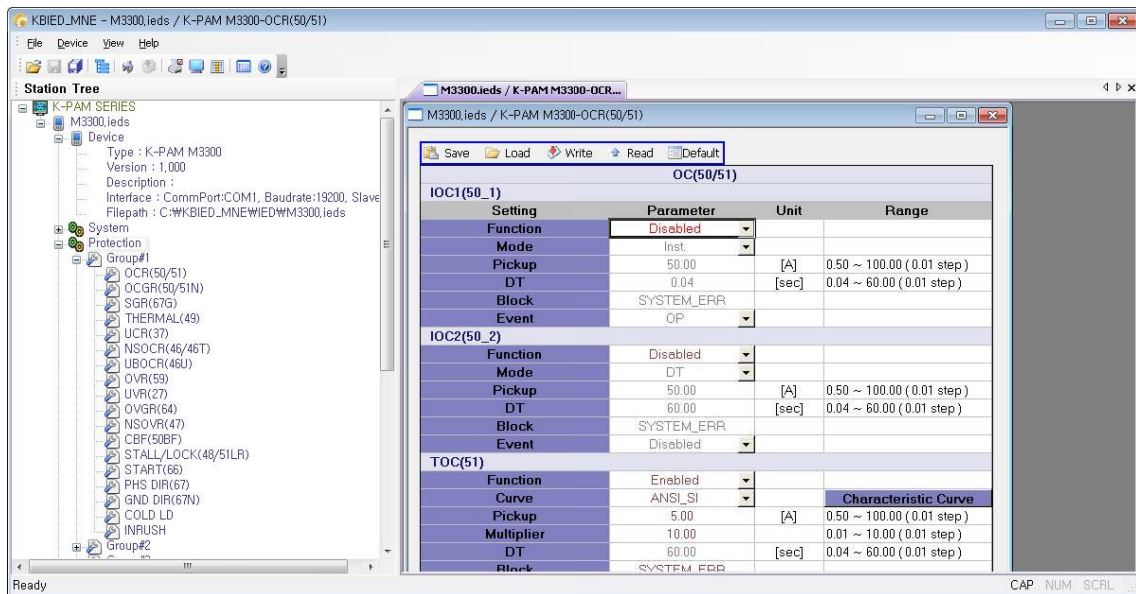 KBIED_MNE - M3300,ieds / K-PAM M3300-OCR(50/51)
File Device View Help
Station Tree
K-PAM SERIES
M3300,ieds
Device
Type : K-PAM M3300
Version : 1,000
Description :
Interface : CommPort:COM1, Baudrate:19200, Slave
Filepath : C:₩KBIED_MNE₩IED₩M3300,ieds
System
Protection
Group#1
OCR(50/51)
OCGR(50/51N)
SGR(67G)
THERMAL(49)
UCR(37)
NSOCR(46/46T)
UBOCR(46U)
OVR(59)
UVR(27)
OVGR(64)
NSOVR(47)
CBF(50BF)
STALL/LOCK(48/51LR)
START(66)
PHS DIR(67)
GND DIR(67N)
COLD LD
INRUSH
Group#2
M3300.ieds / K-PAM M3300-OCR...
M3300,ieds / K-PAM M3300-OCR(50/51)
Save Load Write Read Default
OC(50/51)
IOC1(50_1)
Setting Parameter Unit Range
Function Disabled
Mode Inst.
Pickup 50.00 [A] 0.50 ~ 100.00 ( 0.01 step )
DT 0.04 [sec] 0.04 ~ 60.00 ( 0.01 step )
Block SYSTEM_ERR
Event OP
IOC2(50_2)
Function Disabled
Mode DT
Pickup 50.00 [A] 0.50 ~ 100.00 ( 0.01 step )
DT 60.00 [sec] 0.04 ~ 60.00 ( 0.01 step )
Block SYSTEM_ERR
Event Disabled
TOC(51)
Function Enabled
Curve ANSI_SI Characteristic Curve
Pickup 5.00 [A] 0.50 ~ 100.00 ( 0.01 step )
Multiplier 10.00 0.01 ~ 10.00 ( 0.01 step )
DT 60.00 [sec] 0.04 ~ 60.00 ( 0.01 step )
Block SYSTEM_ERR
Ready CAP NUM SCRL